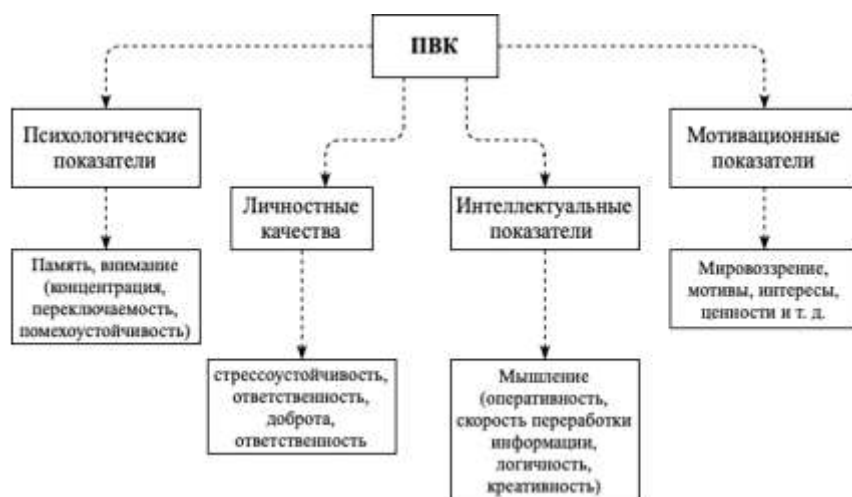 ПВК
Психологические
показатели
Мотивационные
показатели
Личностные
качества
Интеллектуальные
показатели
Память, внимание
(концентрация,
переключаемость,
помехоустойчивость)
Мировоззрение,
мотивы, интересы,
ценности и т. д.
стрессоустойчивость,
ответственность,
доброта,
ответственность
Мышление
(оперативность,
скорость переработки
информации,
логичность,
креативность)